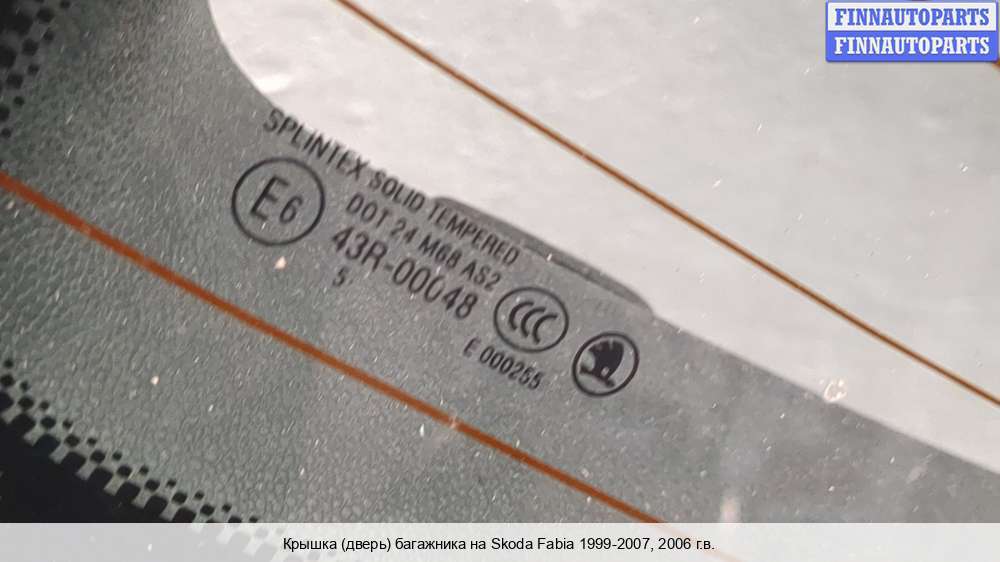 FINNAUTOPARTS
FINNAUTOPARTS
SPLINTEX SOLID TEMPERED
E6
DOT 24 M68 AS2
43R-00048
5
CCC
E 000255
Крышка (дверь) багажника на Skoda Fabia 1999-2007, 2006 г.в.